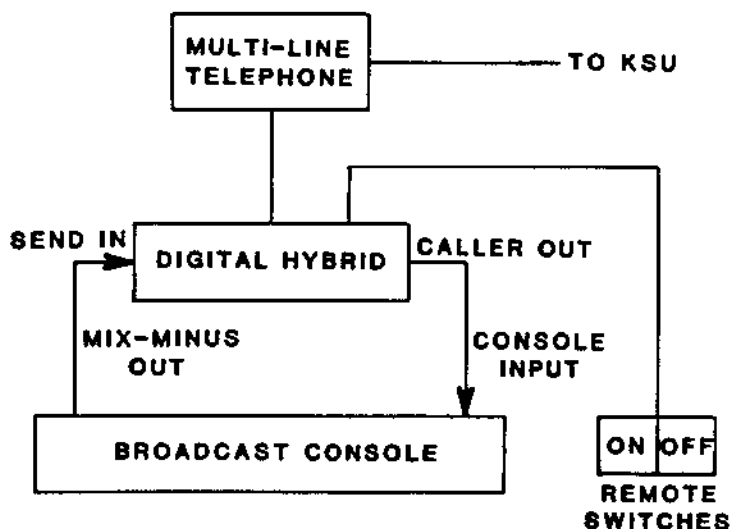 MULTI-LINE
TELEPHONE
TO KSU
SEND IN
DIGITAL HYBRID
CALLER OUT
MIX-MINUS
OUT
CONSOLE
INPUT
BROADCAST CONSOLE
ON OFF
REMOTE
SWITCHES